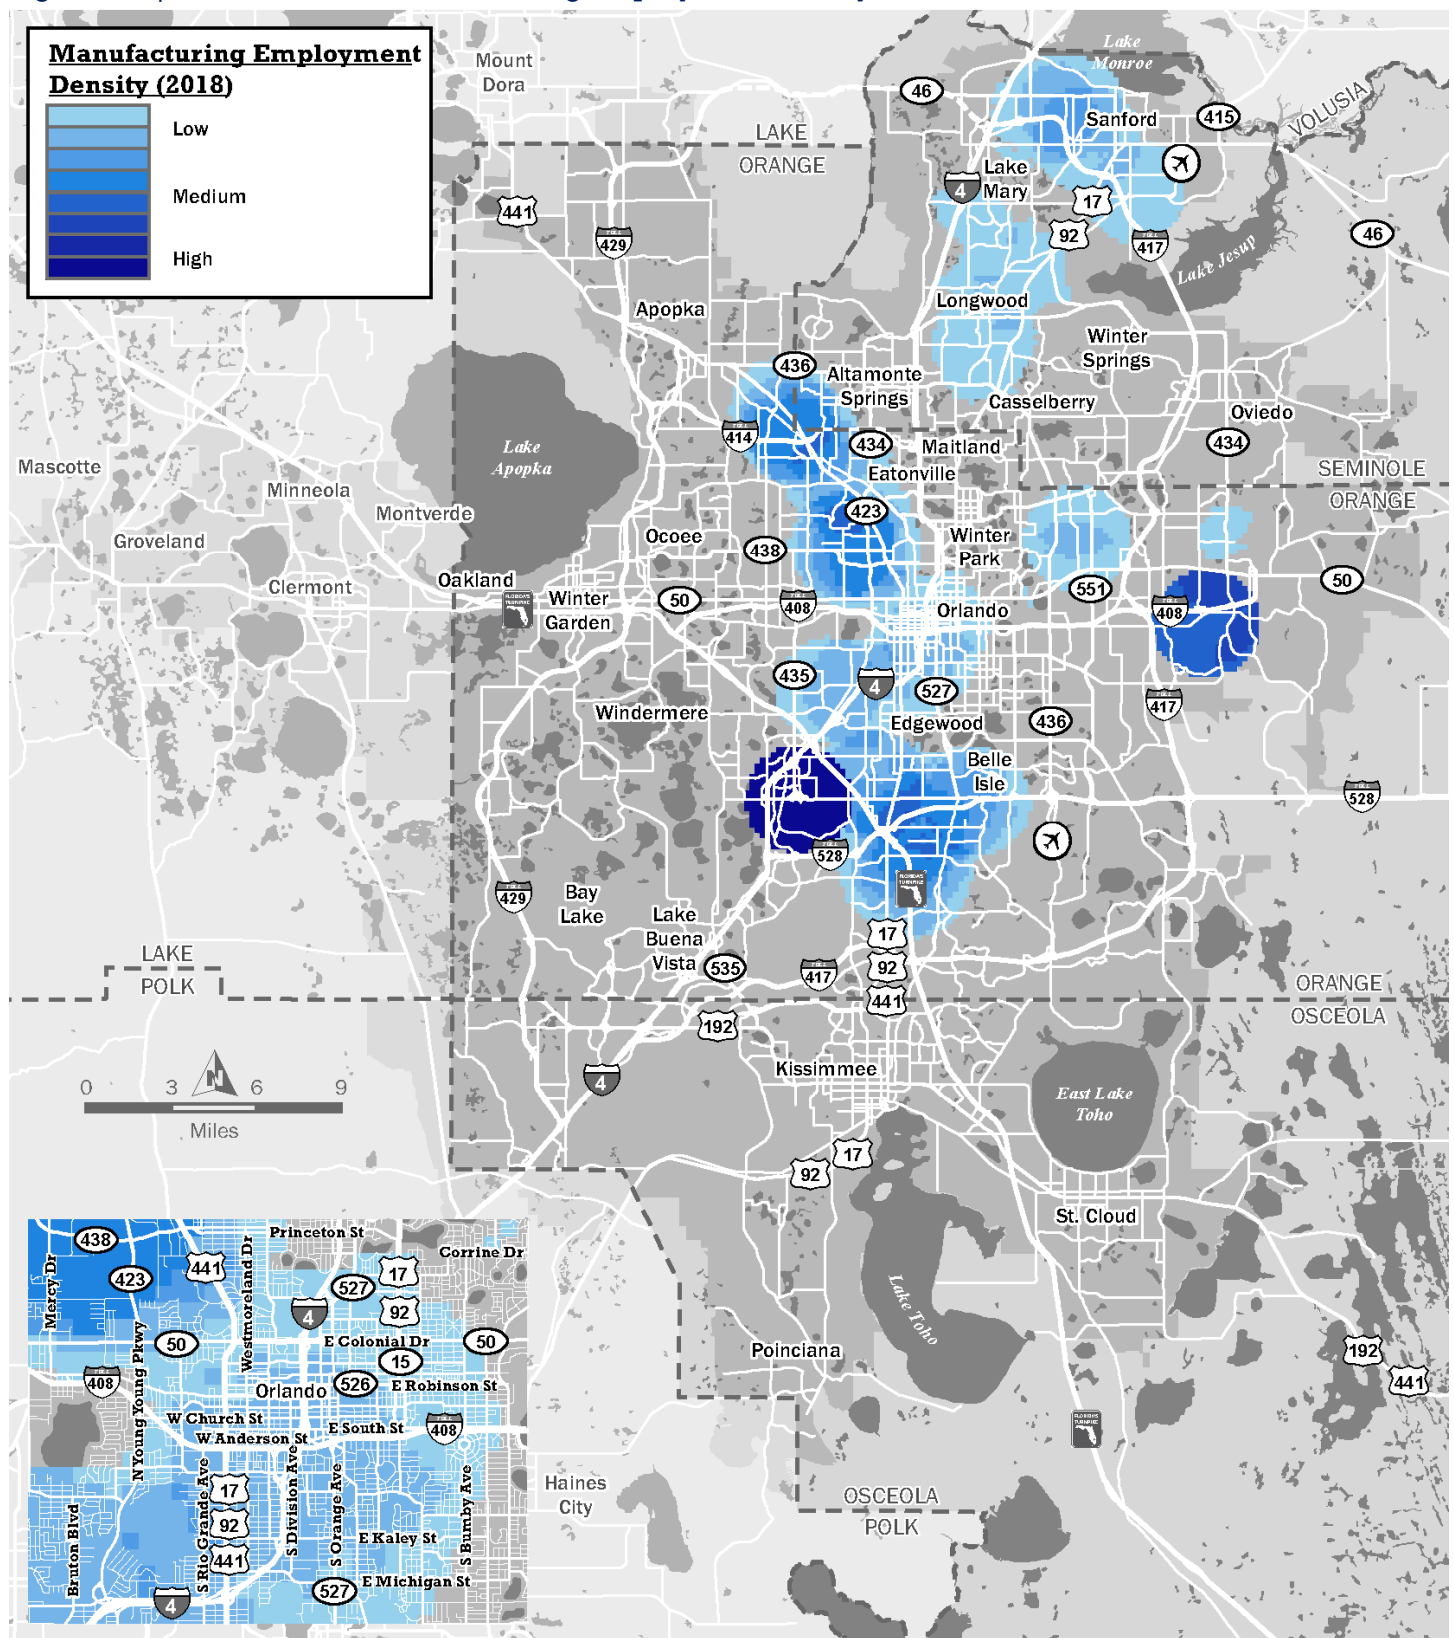 Manufacturing Employment
Density (2018)
Low
Medium
High
Mount
Dora
Lake
Monroe
46
Sanford
415
VOLUSIA
LAKE
ORANGE
Lake
Mary
4
441
17
429
92
417
46
Lake Jesup
Longwood
Apopka
Winter
Springs
436
Altamonte
Springs
Casselberry
Oviedo
414
434
434
Maitland
Lake
Apopka
Eatonville
Mascotte
SEMINOLE
ORANGE
Minneola
Montverde
423
Groveland
Ocoee
438
Winter
Park
Clermont
Oakland
50
FLORIDA'S
TURNPIKE
Winter
Garden
50
408
551
Orlando
408
435
4
527
417
Windermere
Edgewood
436
Belle
Isle
528
528
FLORIDA'S
TURNPIKE
429
Bay
Lake
Lake
Buena
Vista
17
LAKE
POLK
535
417
92
ORANGE
OSCEOLA
441
192
N
0 3 6 9
Miles
4
Kissimmee
East Lake
Toho
17
92
St. Cloud
Lake Toho
Poinciana
192
441
FLORIDA'S
TURNPIKE
Haines
City
OSCEOLA
POLK
438
Princeton St
Corrine Dr
Mercy Dr
423
441
Westmoreland Dr
527
17
4
92
50
E Colonial Dr
50
15
408
N Young Young Pkwy
Orlando
526
E Robinson St
W Church St
E South St
408
W Anderson St
S Rio Grande Ave
17
S Division Ave
S Orange Ave
S Bumby Ave
92
E Kaley St
Bruton Blvd
441
527
E Michigan St
4